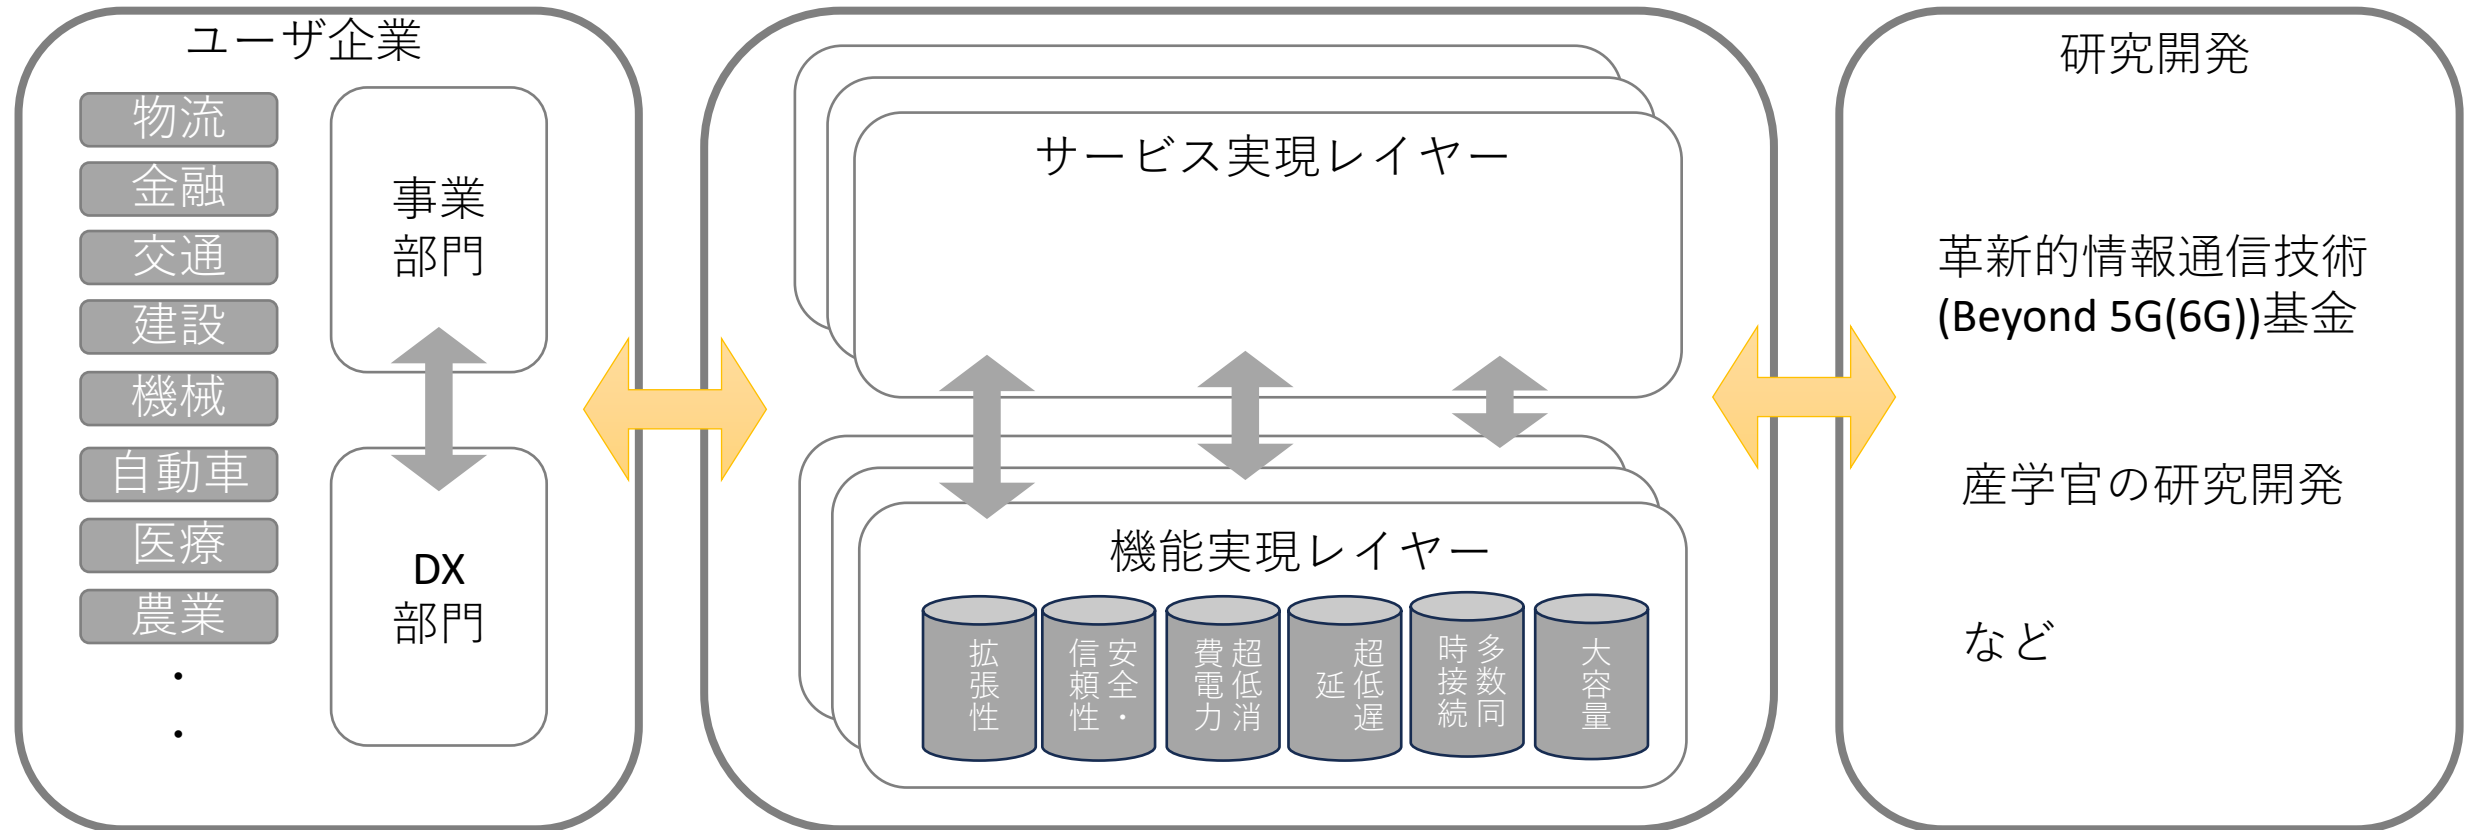 ユーザ企業
物流
金融
交通
建設
機械
自動車
医療
農業
・
・
事業
部門
DX
部門
サービス実現レイヤー
機能実現レイヤー
拡張性
安全・
信頼性
超低消
費電力
超低遅
延
多数同
時接続
大容量
研究開発
革新的情報通信技術
(Beyond 5G(6G))基金
産学官の研究開発
など